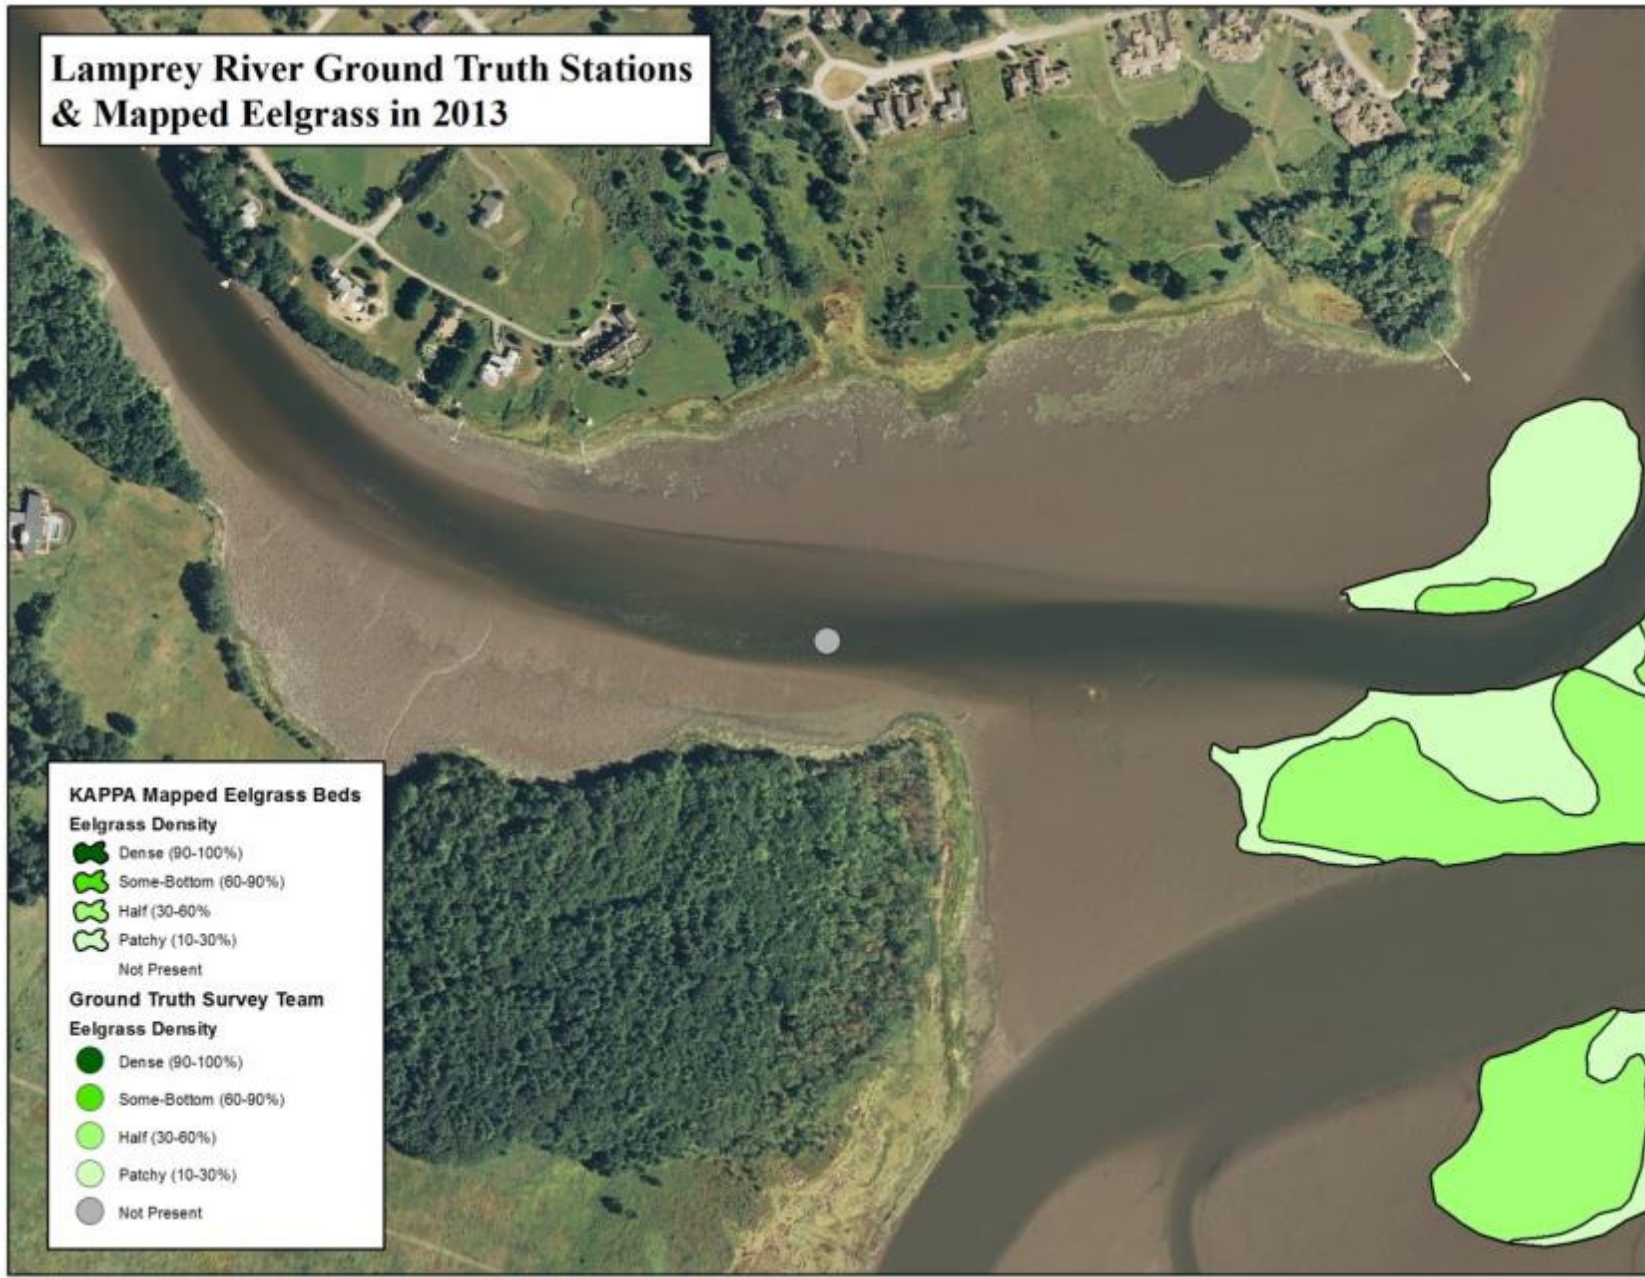 Lamprey River Ground Truth Stations
& Mapped Eelgrass in 2013
KAPPA Mapped Eelgrass Beds
Eelgrass Density
Dense (90-100%)
Some-Bottom (60-90%)
Half (30-60%
Patchy (10-30%)
Not Present
Ground Truth Survey Team
Eelgrass Density
Dense (90-100%)
Some-Bottom (60-90%)
Half (30-60%)
Patchy (10-30%)
Not Present